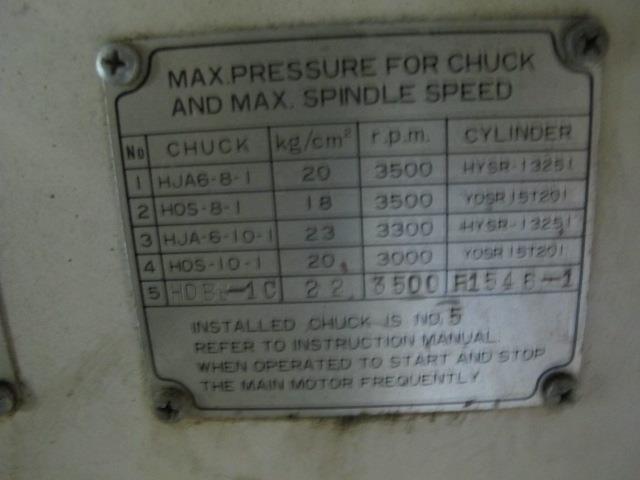 MAX. PRESSURE FOR CHUCK
AND MAX. SPINDLE SPEED
No CHUCK kg/cm² r.p.m. CYLINDER
1 HJA6-8-1 20 3500 HYSR-13251
2 HOS-8-1 18 3500 YOSR15T201
3 HJA-6-10-1 23 3300 HYSR-13251
4 HOS-10-1 20 3000 YOSR15T201
5 22 3500
INSTALLED CHUCK IS NO. 5
REFER TO INSTRUCTION MANUAL.
WHEN OPERATED TO START AND STOP
THE MAIN MOTOR FREQUENTLY.